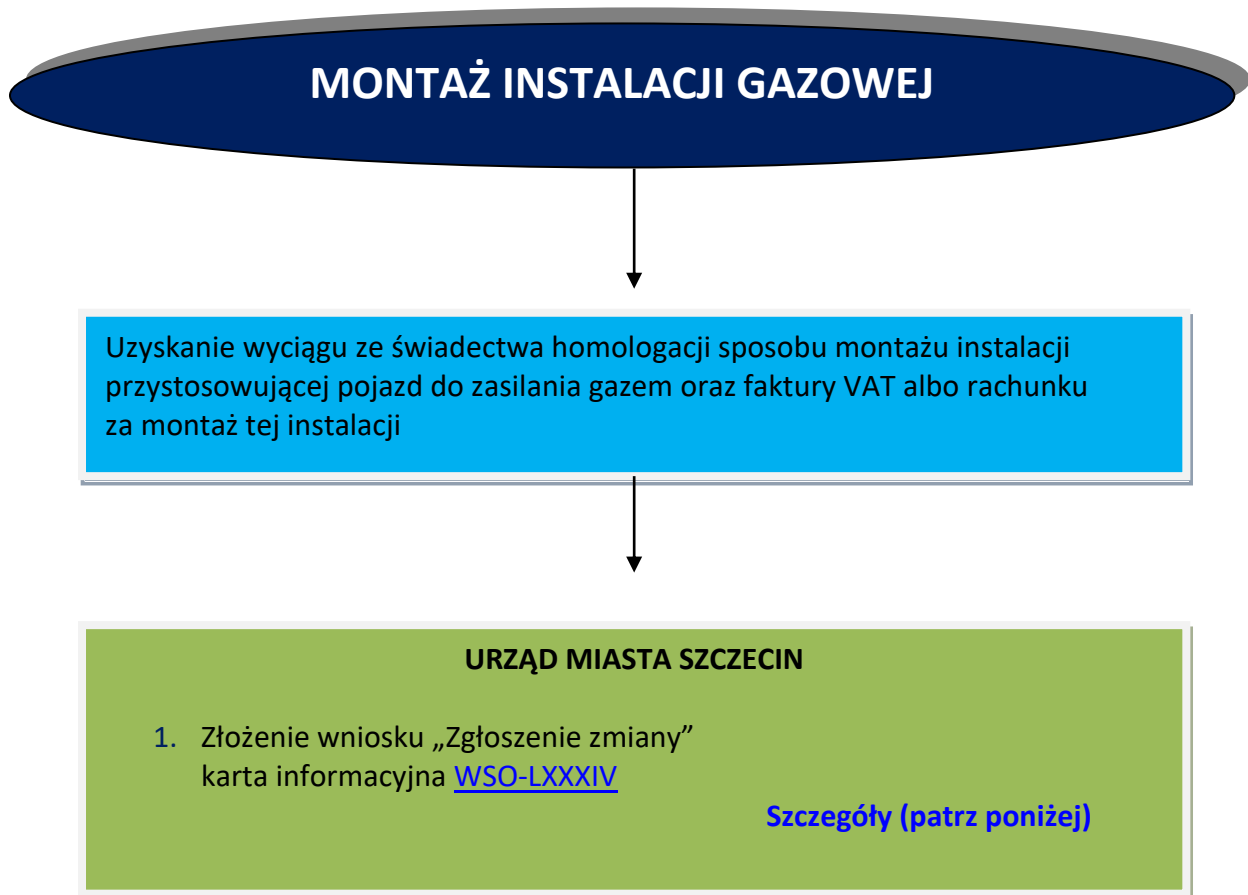 MONTAŻ INSTALACJI GAZOWEJ
Uzyskanie wyciągu ze świadectwa homologacji sposobu montażu instalacji
przystosowującej pojazd do zasilania gazem oraz faktury VAT albo rachunku
za montaż tej instalacji
URZĄD MIASTA SZCZECIN
1. Złożenie wniosku „Zgłoszenie zmiany”
karta informacyjna WSO-LXXXIV
Szczegóły (patrz poniżej)